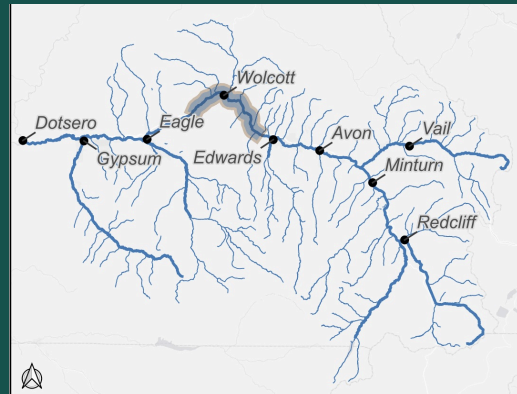 Wolcott
Dotsero
Eagle
Avon
Vail
Gypsum
Edwards
Minturn
Redcliff